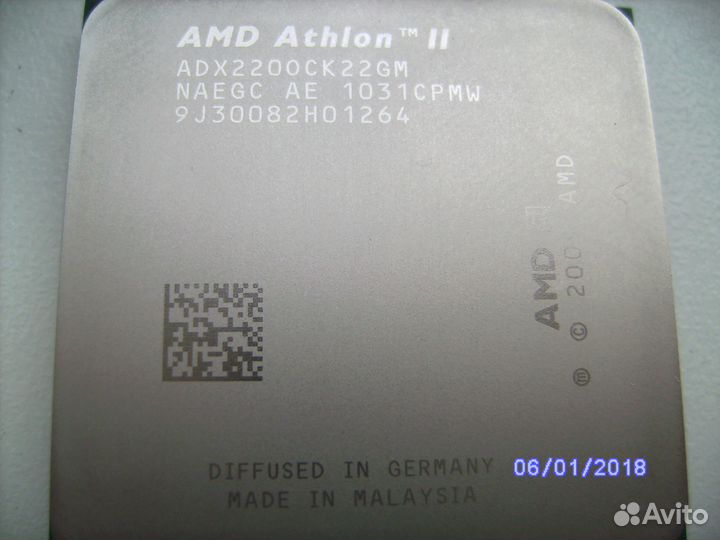 AMD Athlon™ II
ADX220OCK22GM
NAEGC AE 1031CPMW
9J30082H01264
AMD
© 200 AMD
DIFFUSED IN GERMANY
MADE IN MALAYSIA
06/01/2018
Avito